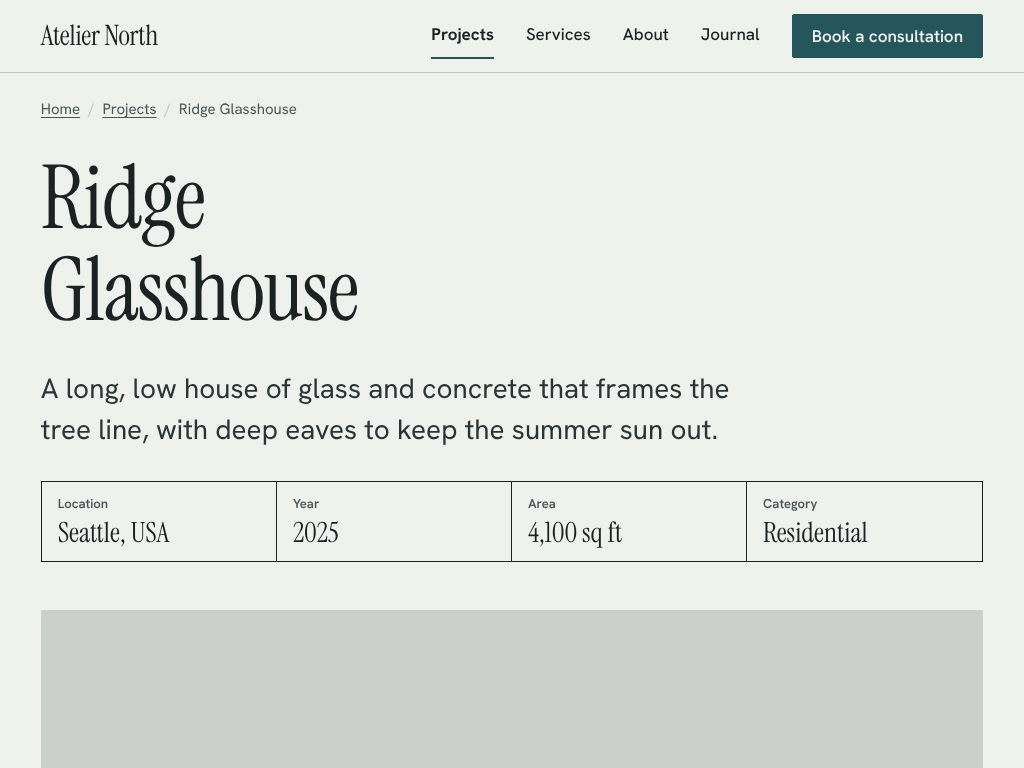 Atelier North
Projects
Services
About
Journal
Book a consultation
Home / Projects / Ridge Glasshouse
Ridge
Glasshouse
A long, low house of glass and concrete that frames the
tree line, with deep eaves to keep the summer sun out.
Location
Seattle, USA
Year
2025
Area
4,100 sq ft
Category
Residential